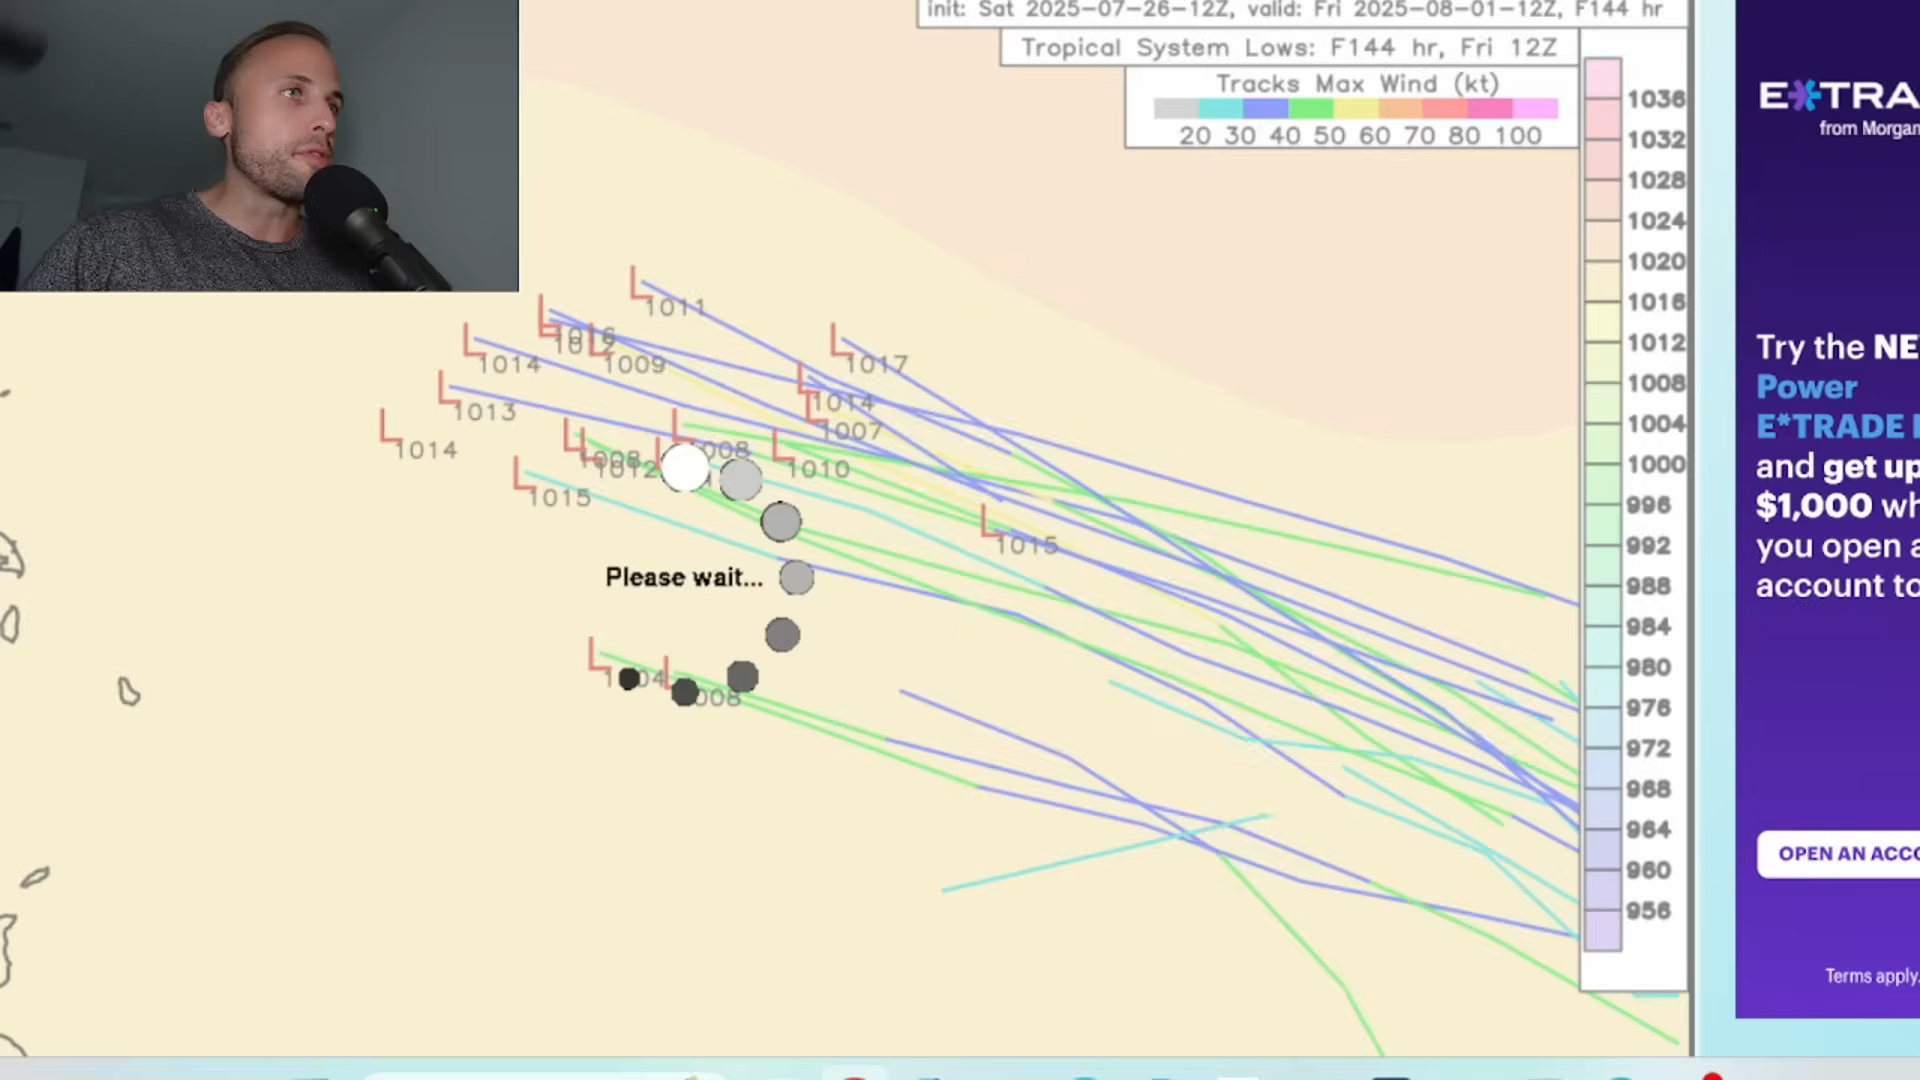 init: Sat 2025-07-26-12Z, valid: Fri 2025-08-01-12Z, F144 hr
Tropical System Lows: F144 hr, Fri 12Z
Tracks Max Wind (kt)
20 30 40 50 60 70 80 100
1036
1032
1028
1024
1020
1016
1012
1008
1004
1000
996
992
988
984
980
976
972
968
964
960
956
L
1011
L
L
1012
L
1014
L
1009
L
1017
L
1013
L
1014
L
1007
L
1014
L
1008
L
1012
L
1008
L
1010
L
1015
L
1015
Please wait...
L
L
E*TRA
from Morgan
Try the NE
Power
E*TRADE
and get up
$1,000 wh
you open a
account to
OPEN AN ACCO
Terms apply.